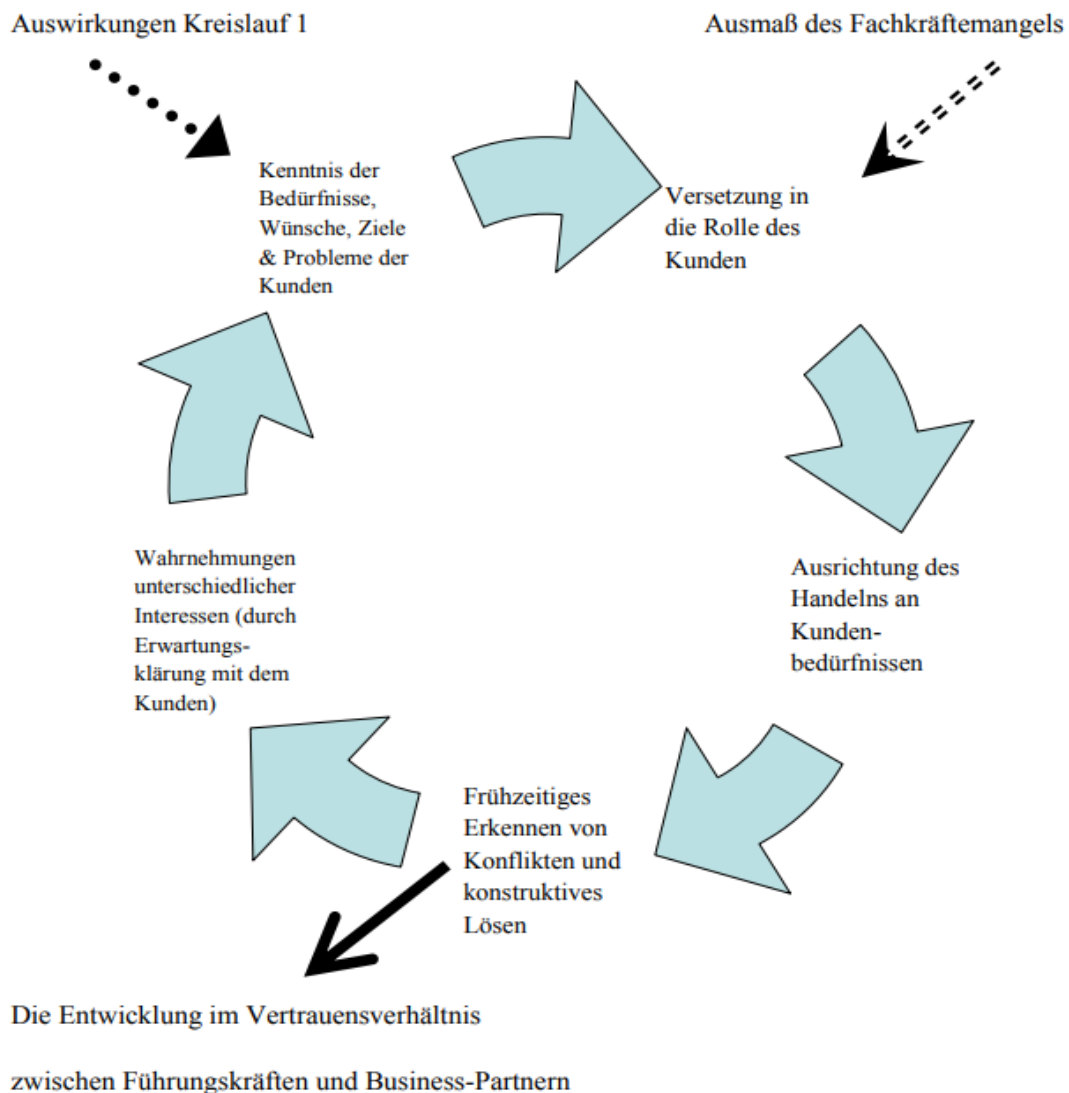 Auswirkungen Kreislauf 1
Ausmaß des Fachkräftemangels
Kenntnis der
Bedürfnisse,
Wünsche, Ziele
& Probleme der
Kunden
Versetzung in
die Rolle des
Kunden
Ausrichtung des
Handelns an
Kunden-
bedürfnissen
Frühzeitiges
Erkennen von
Konflikten und
konstruktives
Lösen
Wahrnehmungen
unterschiedlicher
Interessen (durch
Erwartungs-
klärung mit dem
Kunden)
Die Entwicklung im Vertrauensverhältnis
zwischen Führungskräften und Business-Partnern